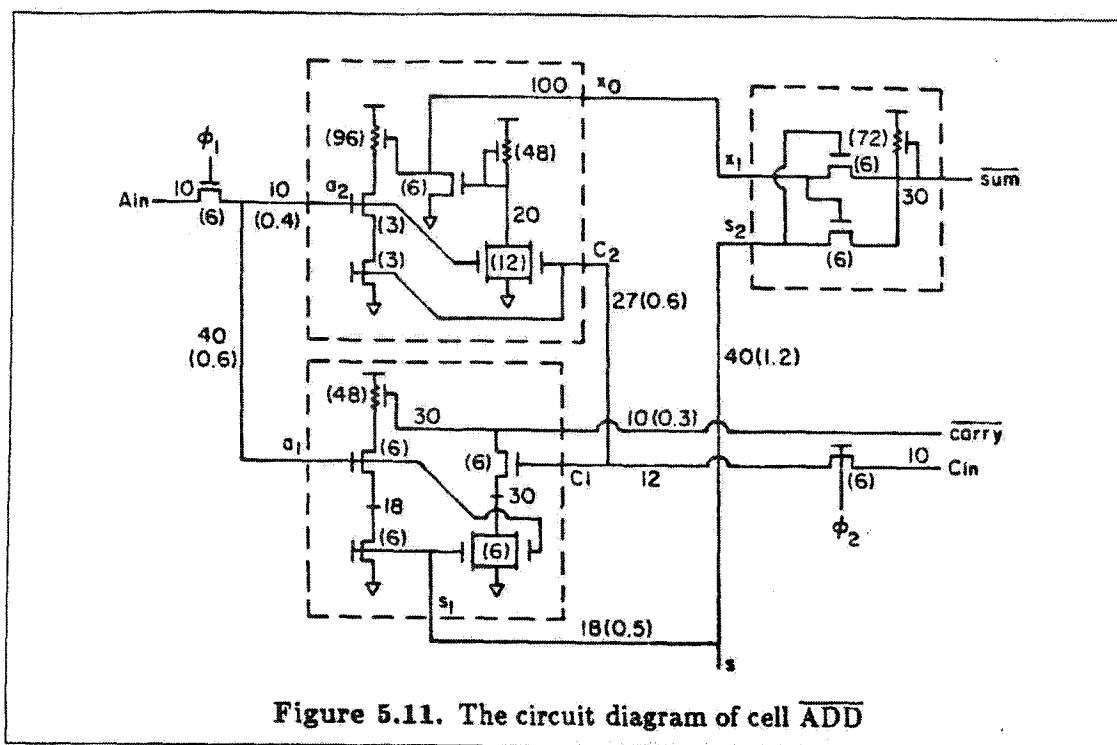 100 x0
φ1
(96)
(48)
(72)
x1
(6)
10
10
a2
(6)
Ain
(6)
(0.4)
(3)
20
30
sum
s2
(3)
(12)
C2
(6)
27(0.6)
40
(0.6)
40(1.2)
(48)
30
10(0.3)
carry
a1
(6)
(6)
C1
12
10
Cin
(6)
18
30
φ2
(6)
(6)
s1
18(0.5)
s
Figure 5.11. The circuit diagram of cell ADD